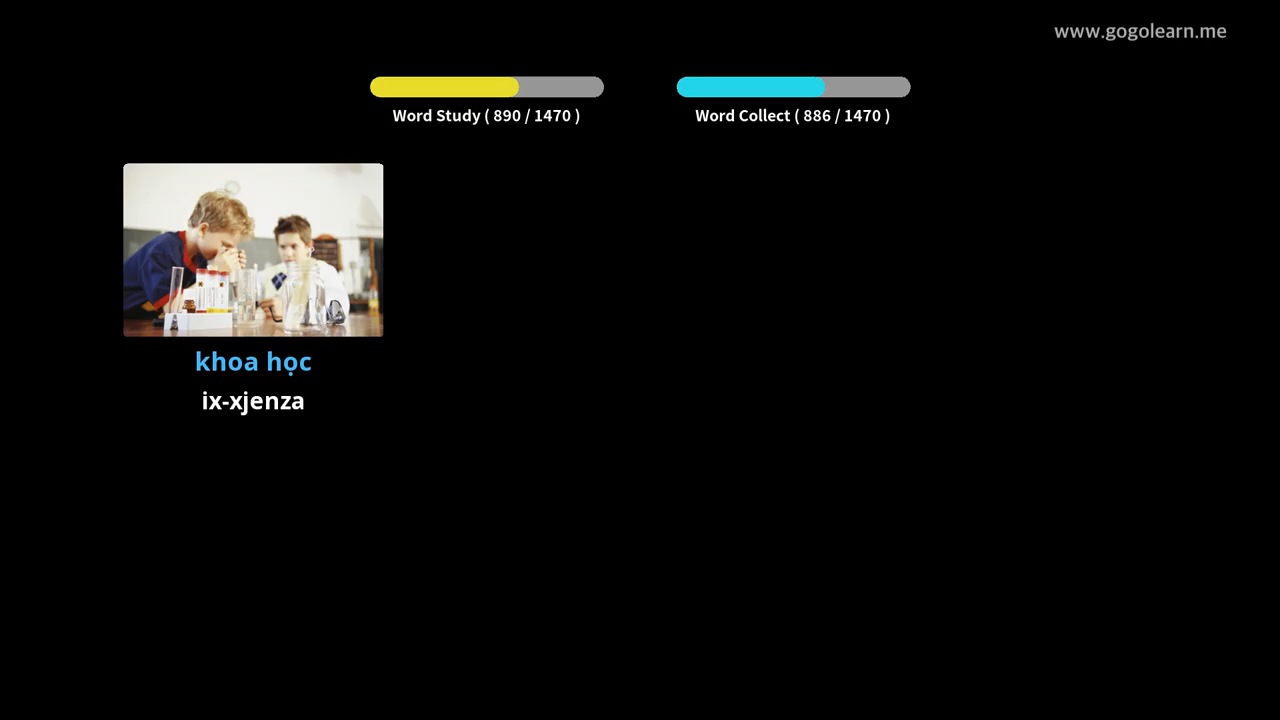 www.gogolearn.me
Word Study ( 890 / 1470 )
Word Collect ( 886 / 1470 )
khoa học
ix-xjenza